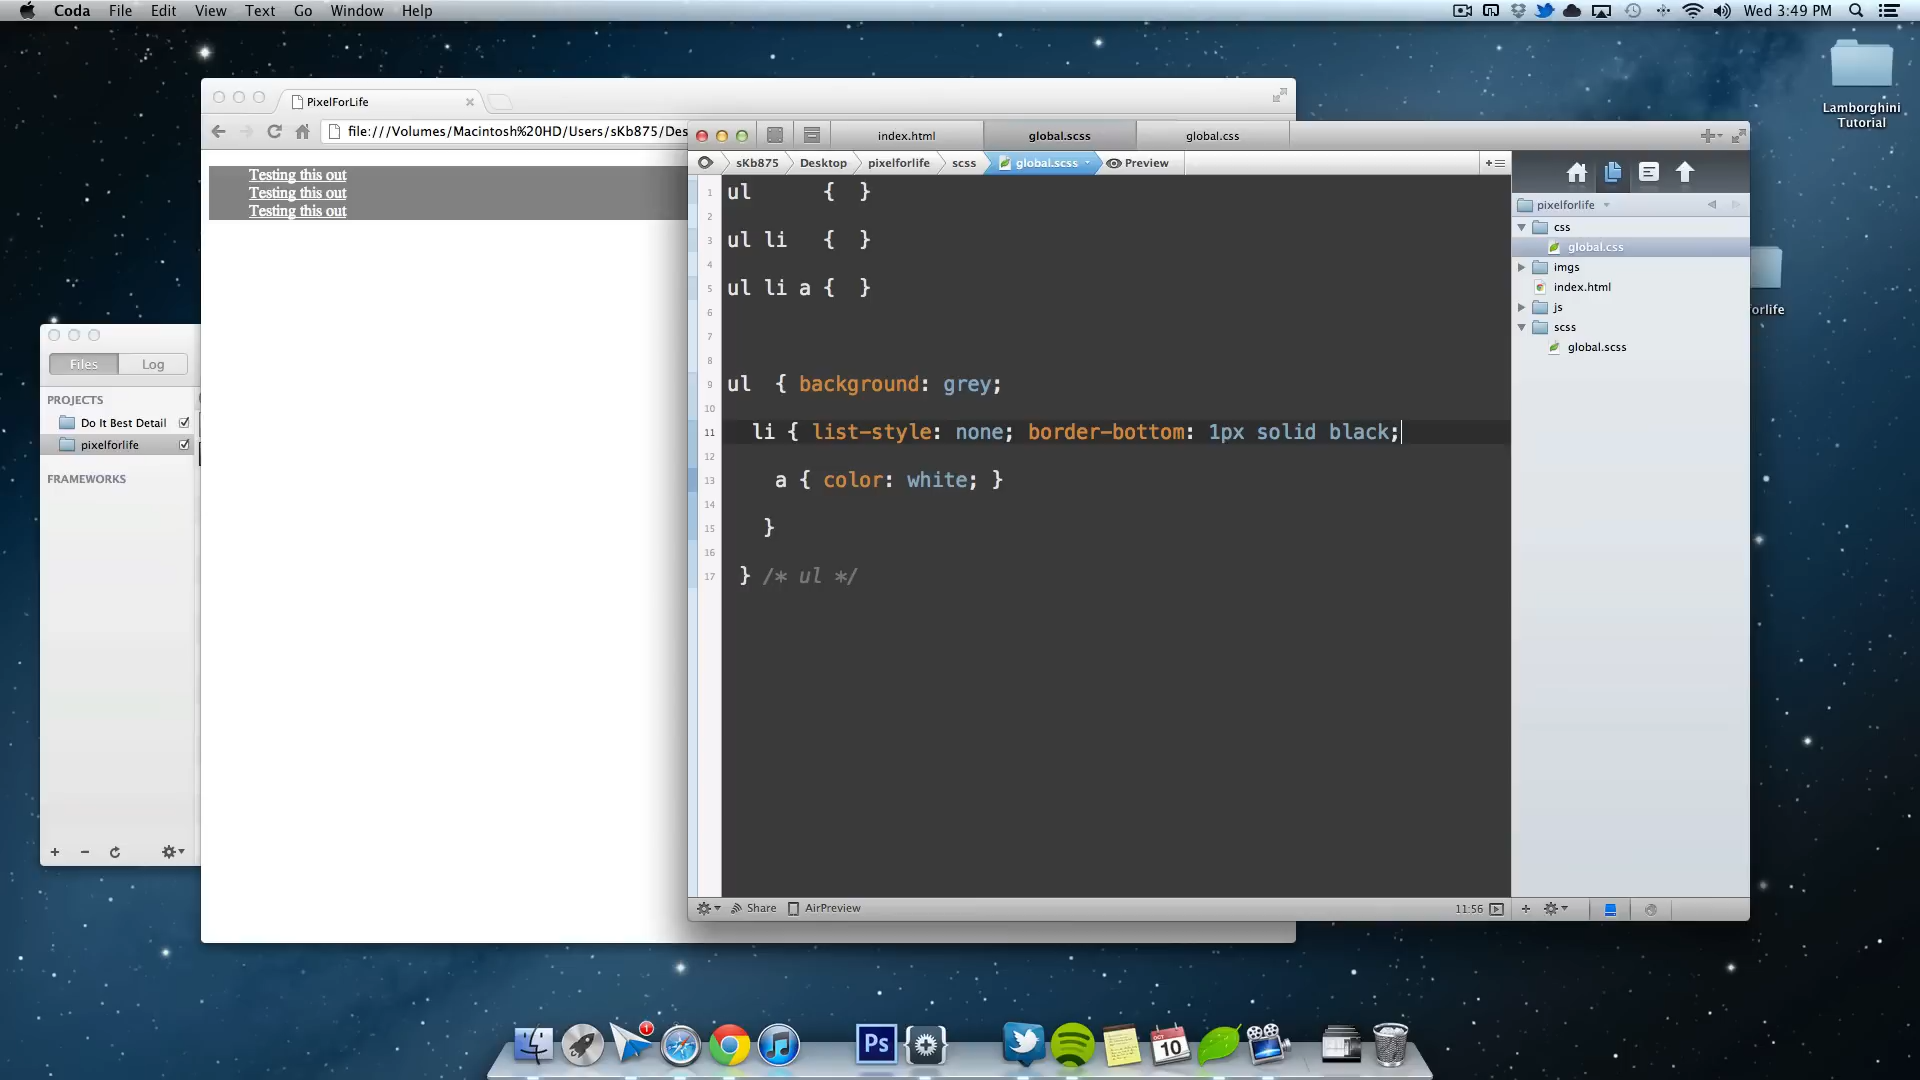 Coda File Edit View Text Go Window Help
Wed 3:49 PM
Lamborghini
Tutorial
PixelForLife
file:///Volumes/Macintosh%20HD/Users/sKb875/Des
Testing this out
Testing this out
Testing this out
Files Log
PROJECTS
Do It Best Detail
pixelforlife
FRAMEWORKS
index.html global.scss global.css
sKb875 Desktop pixelforlife scss global.scss Preview
1 ul { }
2
3 ul li { }
4
5 ul li a { }
6
7
8
9 ul { background: grey;
10
11 li { list-style: none; border-bottom: 1px solid black;
12
13 a { color: white; }
14
15 }
16
17 } /* ul */
Share AirPreview 11:56
pixelforlife
css
global.css
imgs
index.html
js
scss
global.scss
orlife
1
Ps
OCT
10